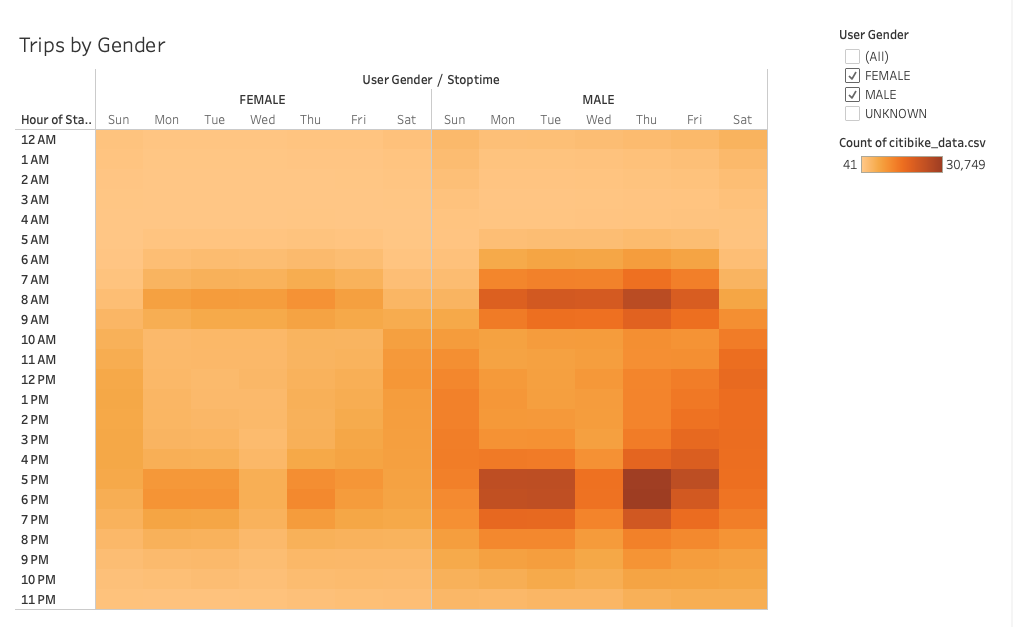 Trips by Gender
User Gender / Stoptime
FEMALE MALE
Hour of Sta.. Sun Mon Tue Wed Thu Fri Sat Sun Mon Tue Wed Thu Fri Sat
12 AM
1 AM
2 AM
3 AM
4 AM
5 AM
6 AM
7 AM
8 AM
9 AM
10 AM
11 AM
12 PM
1 PM
2 PM
3 PM
4 PM
5 PM
6 PM
7 PM
8 PM
9 PM
10 PM
11 PM
User Gender
(All)
FEMALE
MALE
UNKNOWN
Count of citibike_data.csv
41 30,749